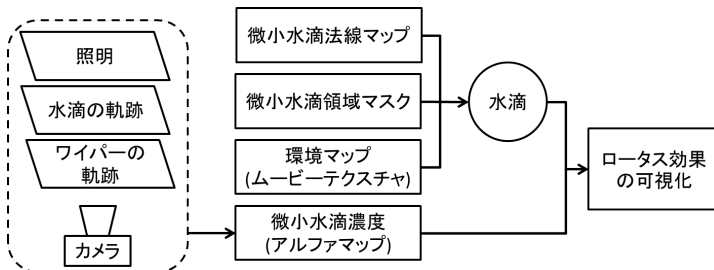 照明
水滴の軌跡
ワイパーの
軌跡
カメラ
微小水滴法線マップ
微小水滴領域マスク
環境マップ
(ムービーテクスチャ)
微小水滴濃度
(アルファマップ)
水滴
ロータス効果
の可視化